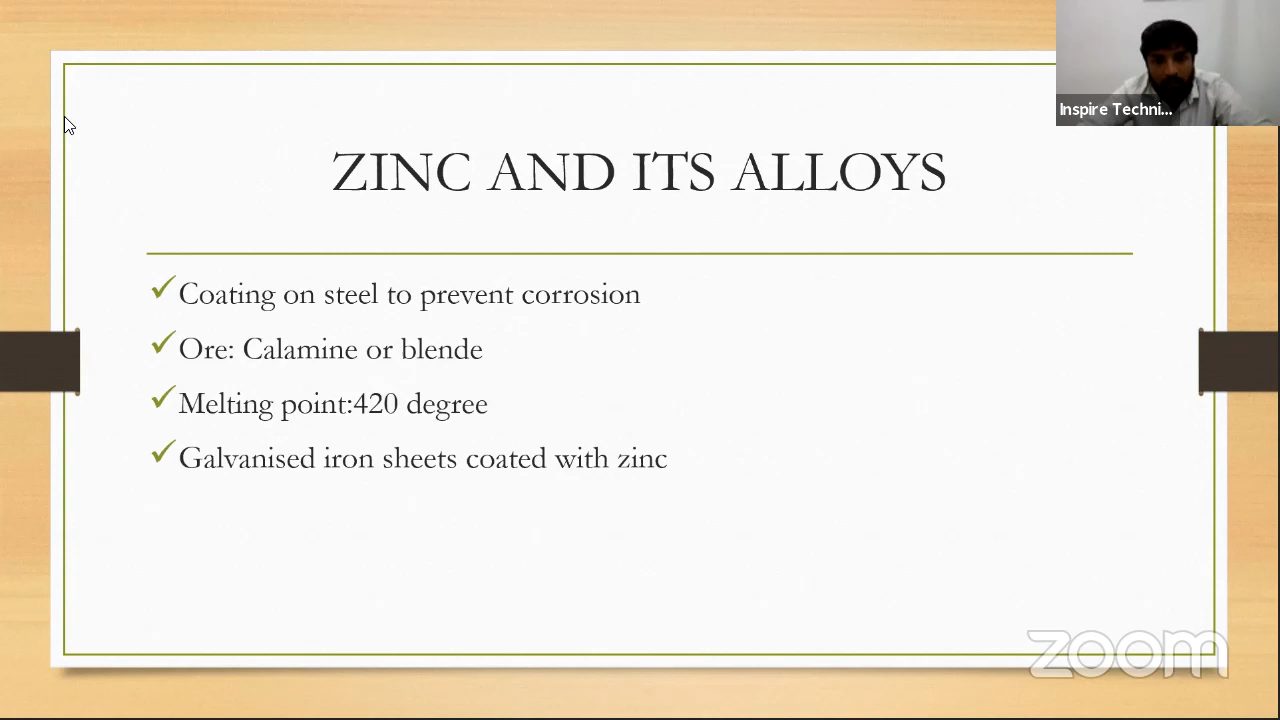 Inspire Techni...
ZINC AND ITS ALLOYS
Coating on steel to prevent corrosion
Ore: Calamine or blende
Melting point:420 degree
Galvanised iron sheets coated with zinc
zoom